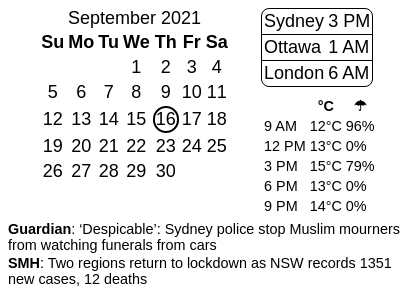 September 2021
Su Mo Tu We Th Fr Sa
1 2 3 4
5 6 7 8 9 10 11
12 13 14 15 16 17 18
19 20 21 22 23 24 25
26 27 28 29 30
Sydney 3 PM
Ottawa 1 AM
London 6 AM
°C ☂
9 AM 12°C 96%
12 PM 13°C 0%
3 PM 15°C 79%
6 PM 13°C 0%
9 PM 14°C 0%
Guardian: ‘Despicable’: Sydney police stop Muslim mourners
from watching funerals from cars
SMH: Two regions return to lockdown as NSW records 1351
new cases, 12 deaths